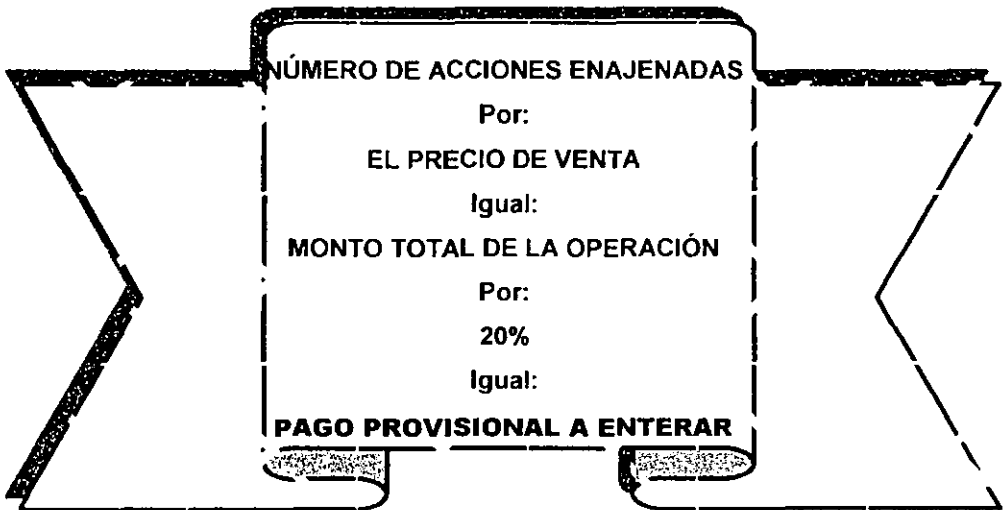 NÚMERO DE ACCIONES ENAJENADAS
Por:
EL PRECIO DE VENTA
Igual:
MONTO TOTAL DE LA OPERACIÓN
Por:
20%
Igual:
PAGO PROVISIONAL A ENTERAR